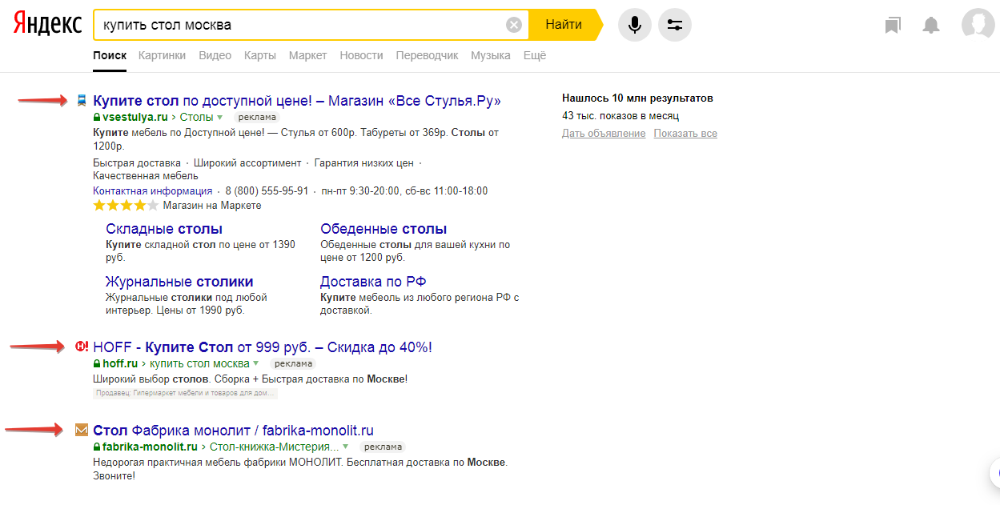 Яндекс
купить стол москва
Найти
Поиск Картинки Видео Карты Маркет Новости Переводчик Музыка Ещё
Купите стол по доступной цене! – Магазин «Все Стулья.Ру»
vsestulya.ru › Столы реклама
Купите мебель по Доступной цене! — Стулья от 600р. Табуреты от 369р. Столы от
1200р.
Быстрая доставка · Широкий ассортимент · Гарантия низких цен ·
Качественная мебель
Контактная информация · 8 (800) 555-95-91 · пн-пт 9:30-20:00, сб-вс 11:00-18:00
Магазин на Маркете
Складные столы
Купите складной стол по цене от 1390
руб.
Обеденные столы
Обеденные столы для вашей кухни по
цене от 1200 руб.
Журнальные столики
Журнальные столики под любой
интерьер. Цены от 1990 руб.
Доставка по РФ
Купите мебеоль из любого региона РФ с
доставкой.
HOFF - Купите Стол от 999 руб. – Скидка до 40%!
hoff.ru › купить стол москва реклама
Широкий выбор столов. Сборка + Быстрая доставка по Москве!
Продавец: Гипермаркет мебели и товаров для дом...
Стол Фабрика монолит / fabrika-monolit.ru
fabrika-monolit.ru › Стол-книжка-Мистерия... реклама
Недорогая практичная мебель фабрики МОНОЛИТ. Бесплатная доставка по Москве.
Звоните!
Нашлось 10 млн результатов
43 тыс. показов в месяц
Дать объявление Показать все